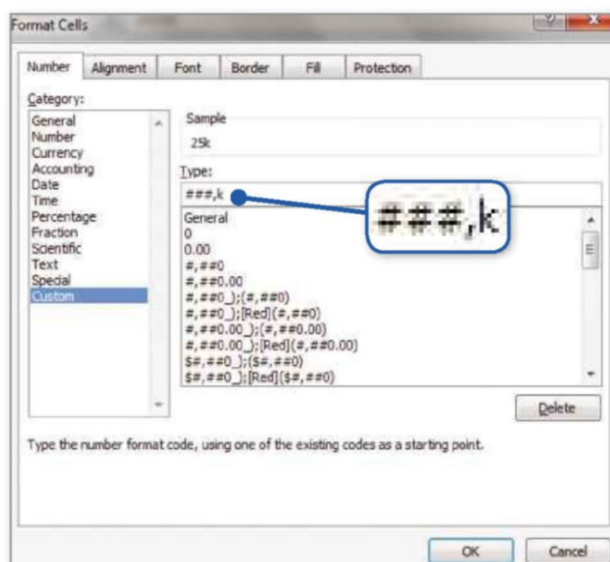 Format Cells
Number Alignment Font Border Fill Protection
Category:
General
Number
Currency
Accounting
Date
Time
Percentage
Fraction
Scientific
Text
Special
Custom
Sample
25k
Type:
###,k
###,k
General
0
0.00
#,##0
#,##0.00
#,##0_);(#,##0)
#,##0_);[Red](#,##0)
#,##0.00_);(#,##0.00)
#,##0.00_);[Red](#,##0.00)
$#,##0_);($#,##0)
$#,##0_);[Red]($#,##0)
Delete
Type the number format code, using one of the existing codes as a starting point.
OK Cancel